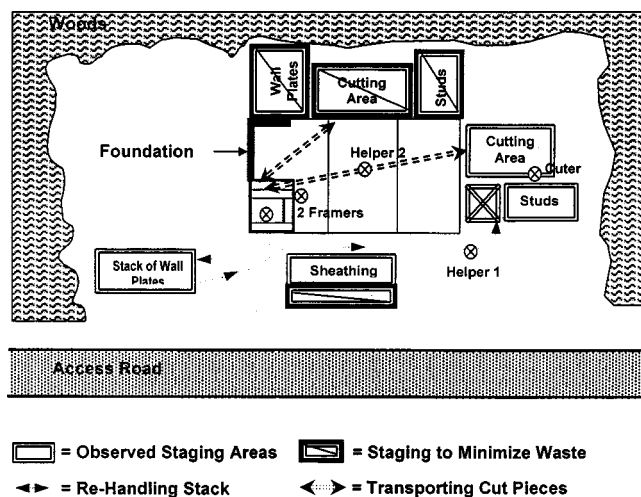 Woods
Wall
Plates
Cutting
Area
Studs
Foundation
Helper 2
Cutting
Area
Cuter
2 Framers
Studs
Stack of Wall
Plates
Sheathing
Helper 1
Access Road
= Observed Staging Areas
= Staging to Minimize Waste
= Re-Handling Stack
= Transporting Cut Pieces